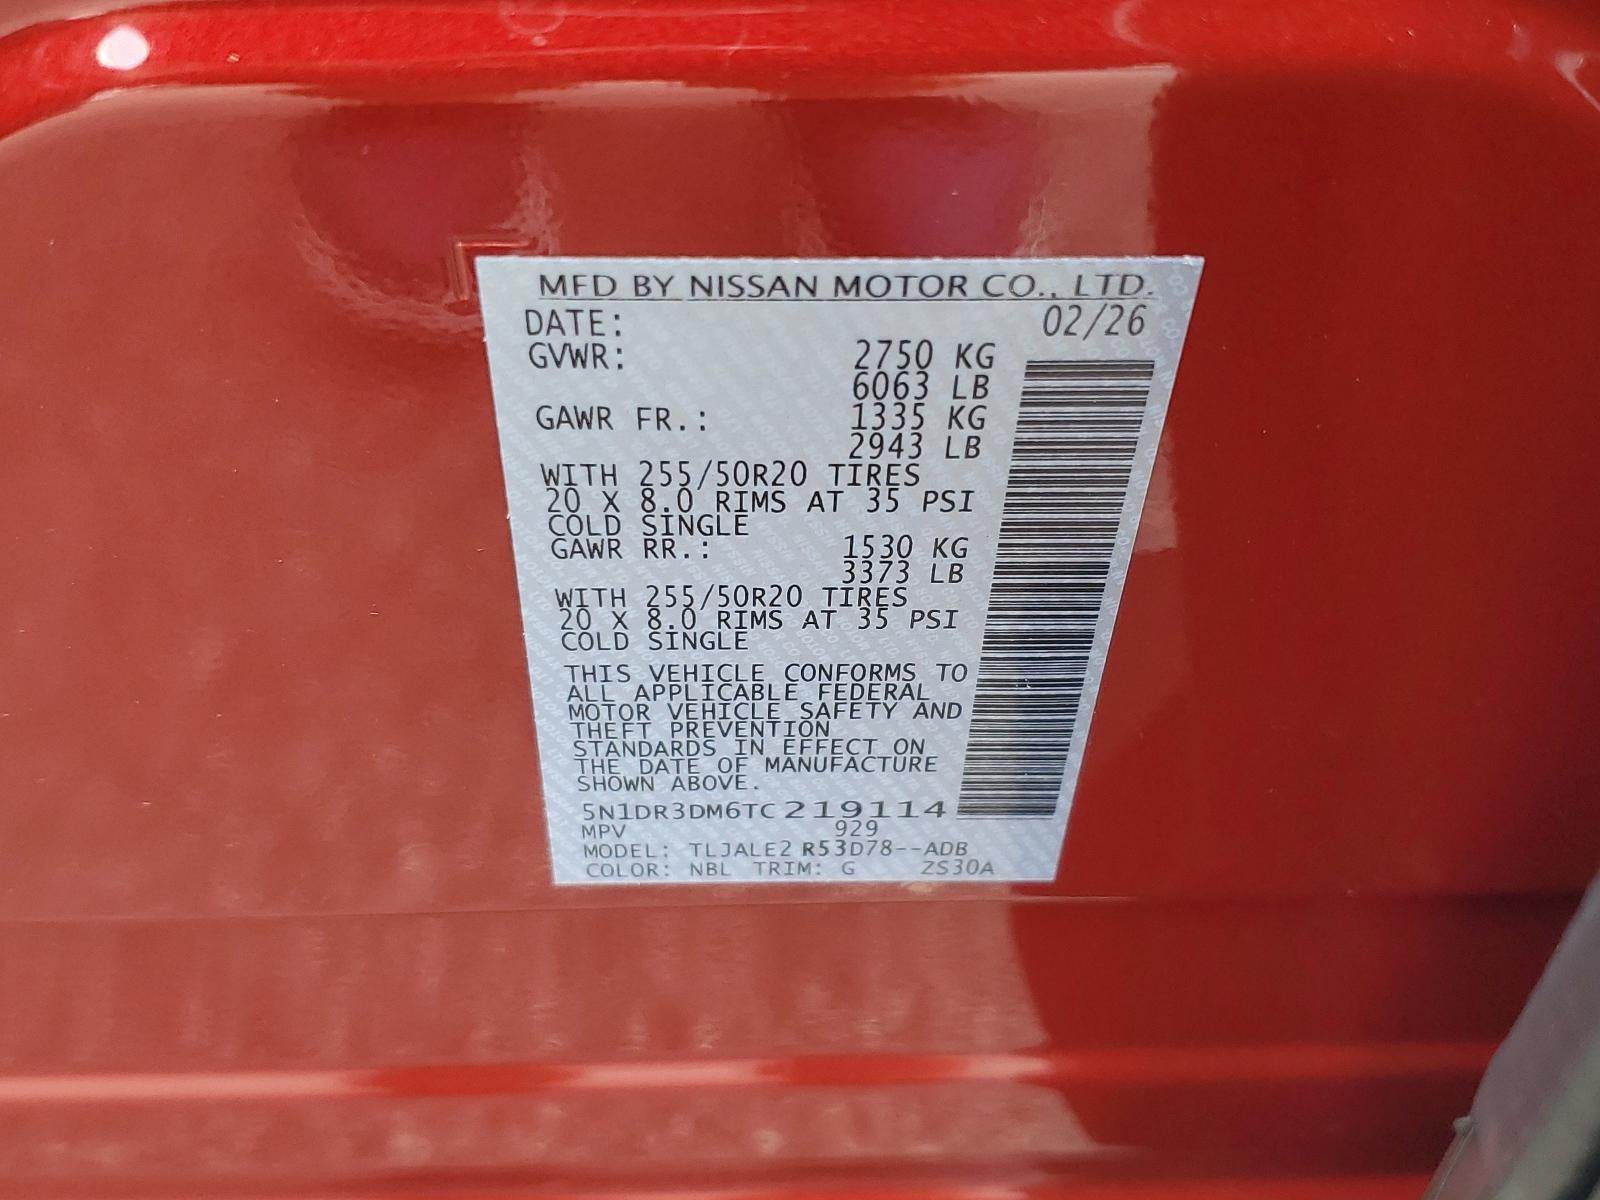 MFD BY NISSAN MOTOR CO., LTD.
DATE: 02/26
GVWR: 2750 KG
6063 LB
GAWR FR.: 1335 KG
2943 LB
WITH 255/50R20 TIRES
20 X 8.0 RIMS AT 35 PSI
COLD SINGLE
GAWR RR.: 1530 KG
3373 LB
WITH 255/50R20 TIRES
20 X 8.0 RIMS AT 35 PSI
COLD SINGLE
THIS VEHICLE CONFORMS TO
ALL APPLICABLE FEDERAL
MOTOR VEHICLE SAFETY AND
THEFT PREVENTION
STANDARDS IN EFFECT ON
THE DATE OF MANUFACTURE
SHOWN ABOVE.
5N1DR3DM6TC219114
MPV 929
MODEL: TLJALE2 R53D78--ADB
COLOR: NBL TRIM: G ZS30A